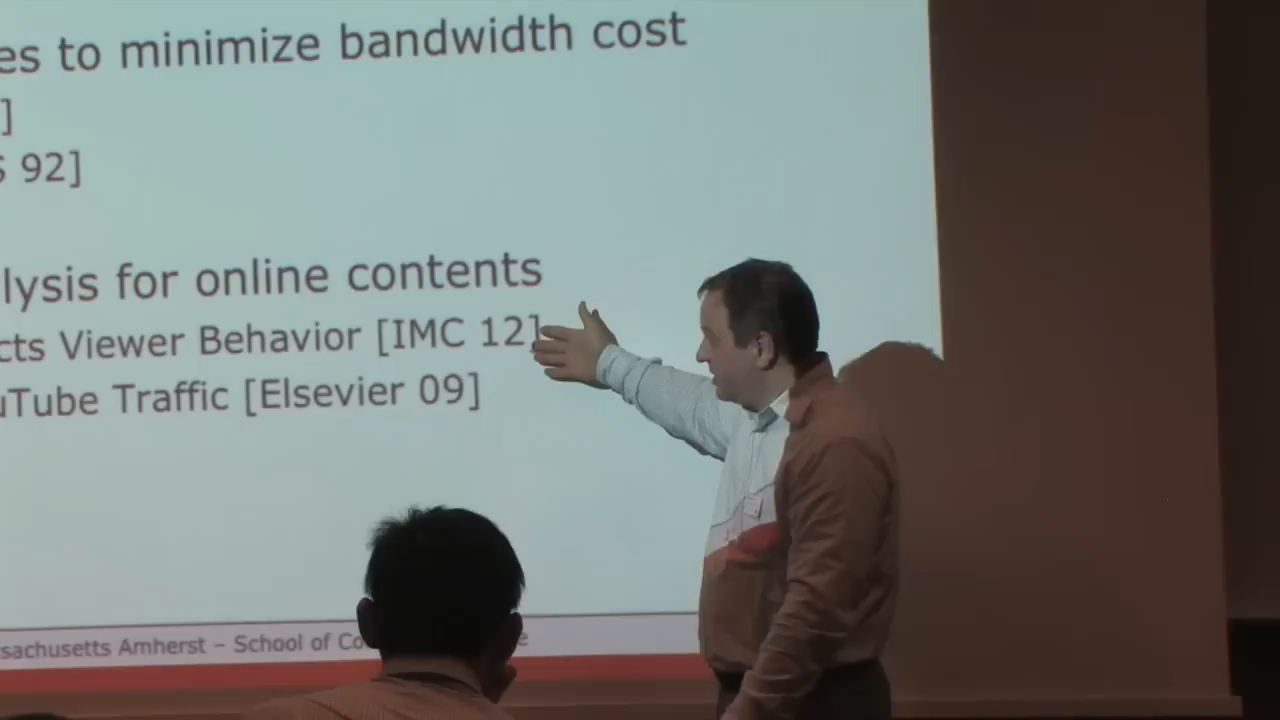 es to minimize bandwidth cost
]
S 92]
lysis for online contents
cts Viewer Behavior [IMC 12]
uTube Traffic [Elsevier 09]
sachusetts Amherst – School of Co e